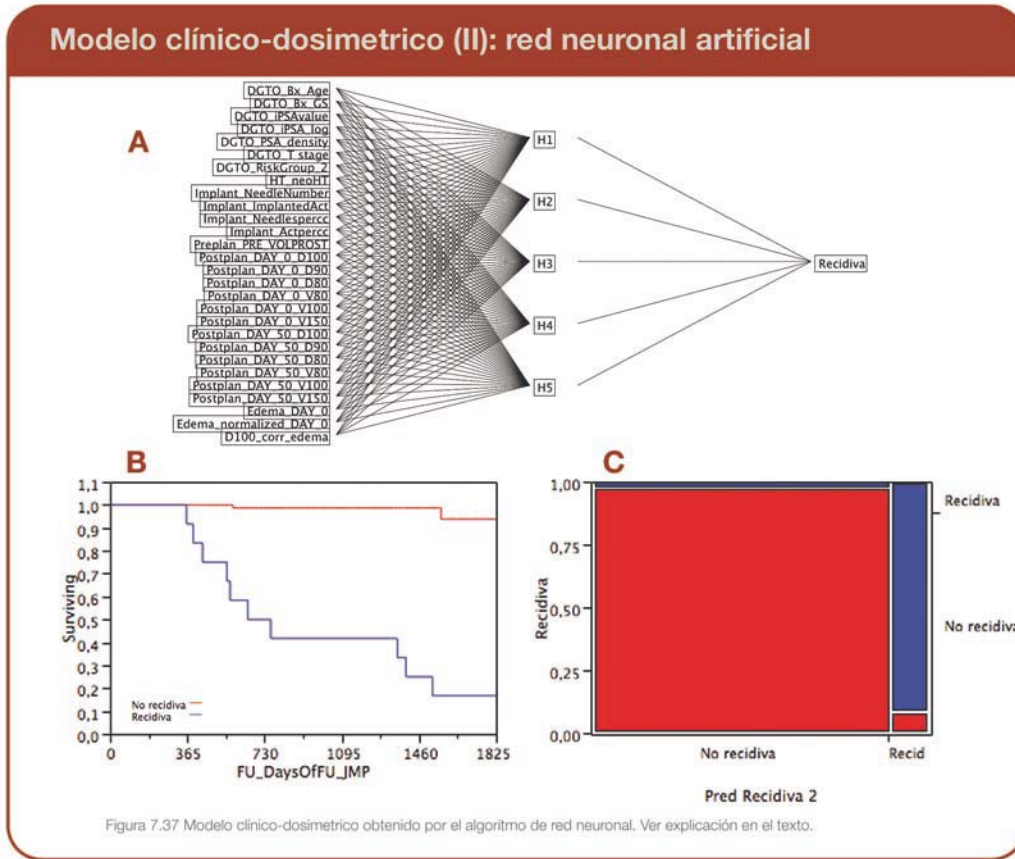 Modelo clínico-dosimetrico (II): red neuronal artificial
A
DGTO_Bx_Age
DGTO_Bx_GS
DGTO_iPSAvalue
DGTO_iPSA_log
DGTO_PSA_density
DGTO_T stage
DGTO_RiskGroup_2
HT_neoHT
Implant_NeedleNumber
Implant_ImplantedAct
Implant_Needlespercc
Implant_Actpercc
Preplan_PRE_VOLPROST
Postplan_DAY_0_D100
Postplan_DAY_0_D90
Postplan_DAY_0_D80
Postplan_DAY_0_V80
Postplan_DAY_0_V100
Postplan_DAY_0_V150
Postplan_DAY_50_D100
Postplan_DAY_50_D90
Postplan_DAY_50_D80
Postplan_DAY_50_V80
Postplan_DAY_50_V100
Postplan_DAY_50_V150
Edema_DAY_0
Edema_normalized_DAY_0
D100_corr_edema
H1
H2
H3
H4
H5
Recidiva
B
Surviving
1,1
1,0
0,9
0,8
0,7
0,6
0,5
0,4
0,3
0,2
0,1
0,0
No recidiva
Recidiva
0 365 730 1095 1460 1825
FU_DaysOfFU_JMP
C
Recidiva
1,00
0,75
0,50
0,25
0,00
Recidiva
No recidiva
No recidiva Recid
Pred Recidiva 2
Figura 7.37 Modelo clínico-dosimetrico obtenido por el algoritmo de red neuronal. Ver explicación en el texto.